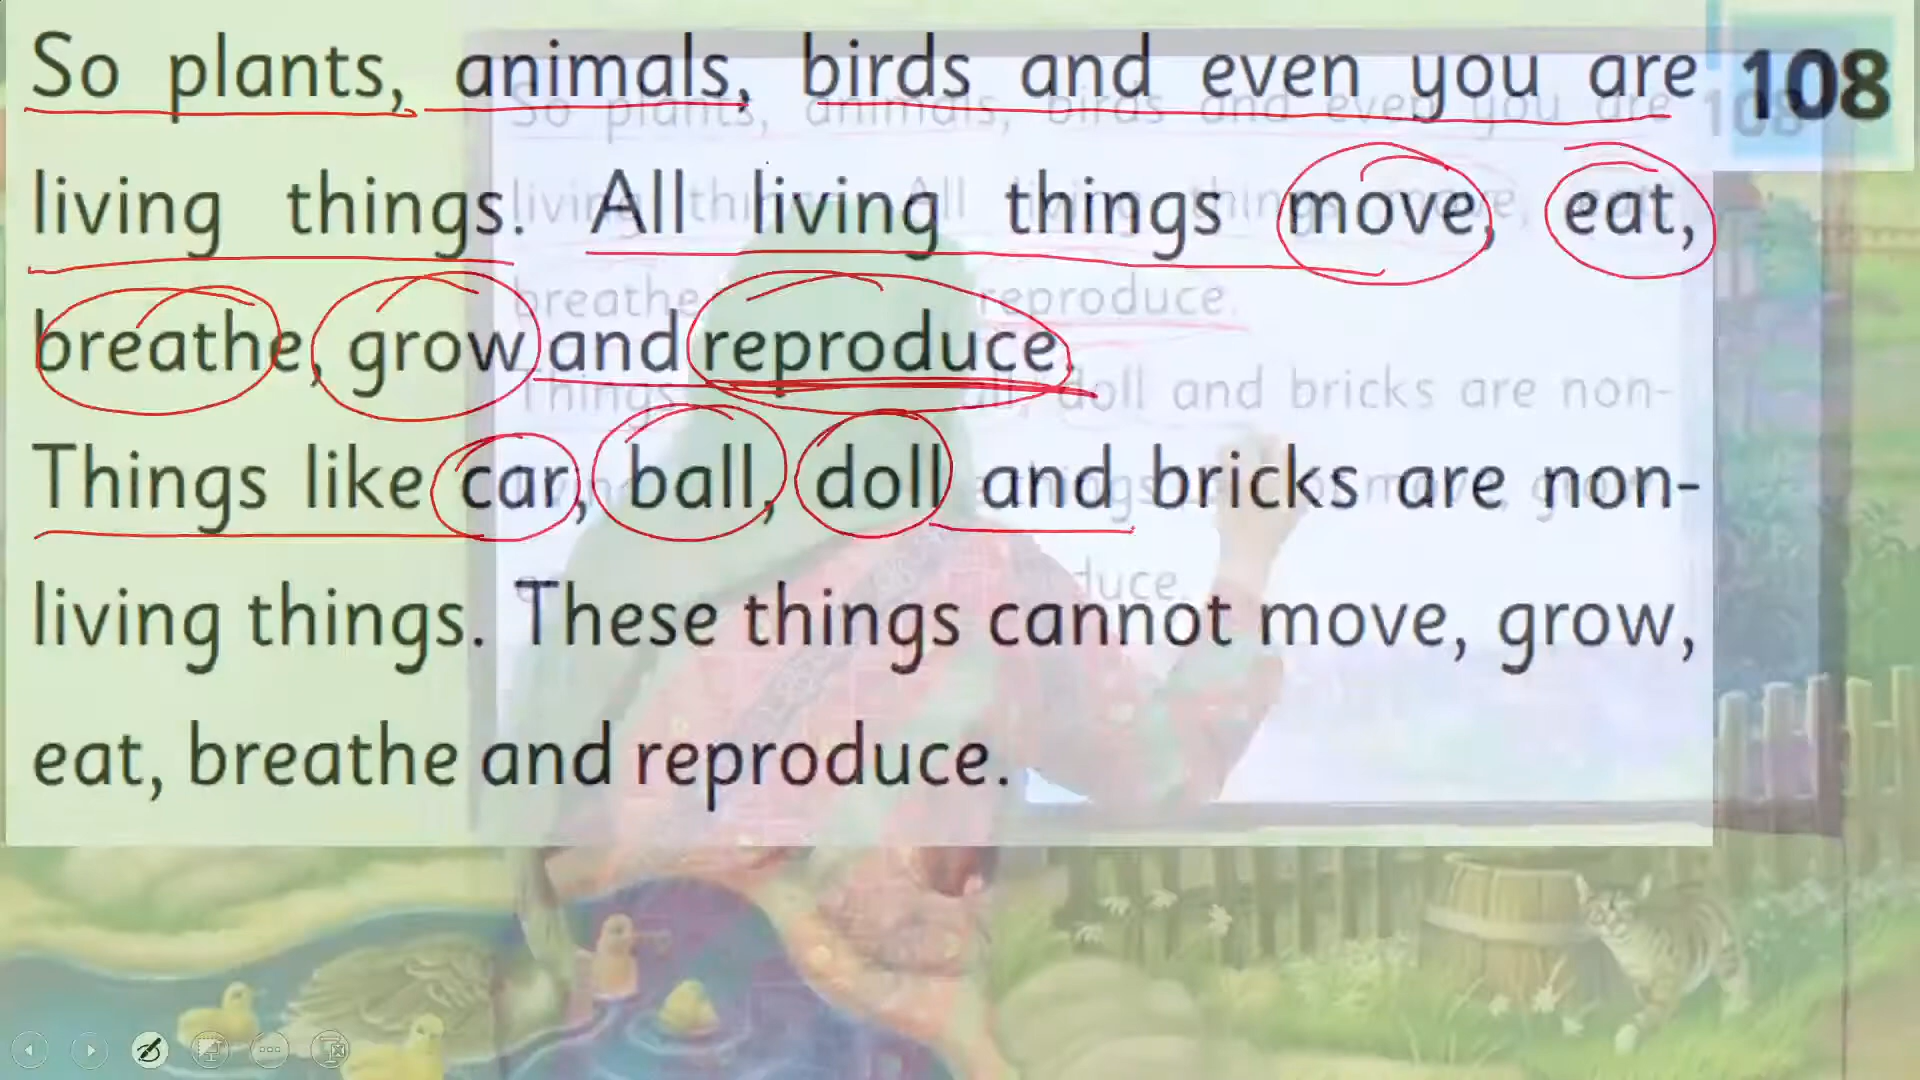 So plants, animals, birds and even you are
108
living things. All living things move, eat,
breathe, grow and reproduce.
Things like car, ball, doll and bricks are non-
living things. These things cannot move, grow,
eat, breathe and reproduce.